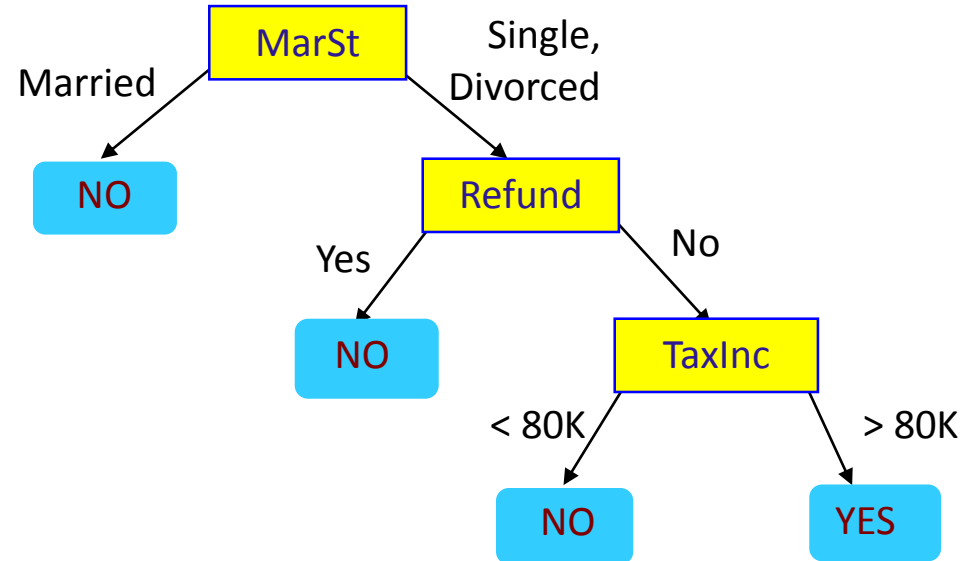 MarSt
Single,
Divorced
Married
NO
Refund
Yes
No
NO
TaxInc
< 80K
> 80K
NO
YES